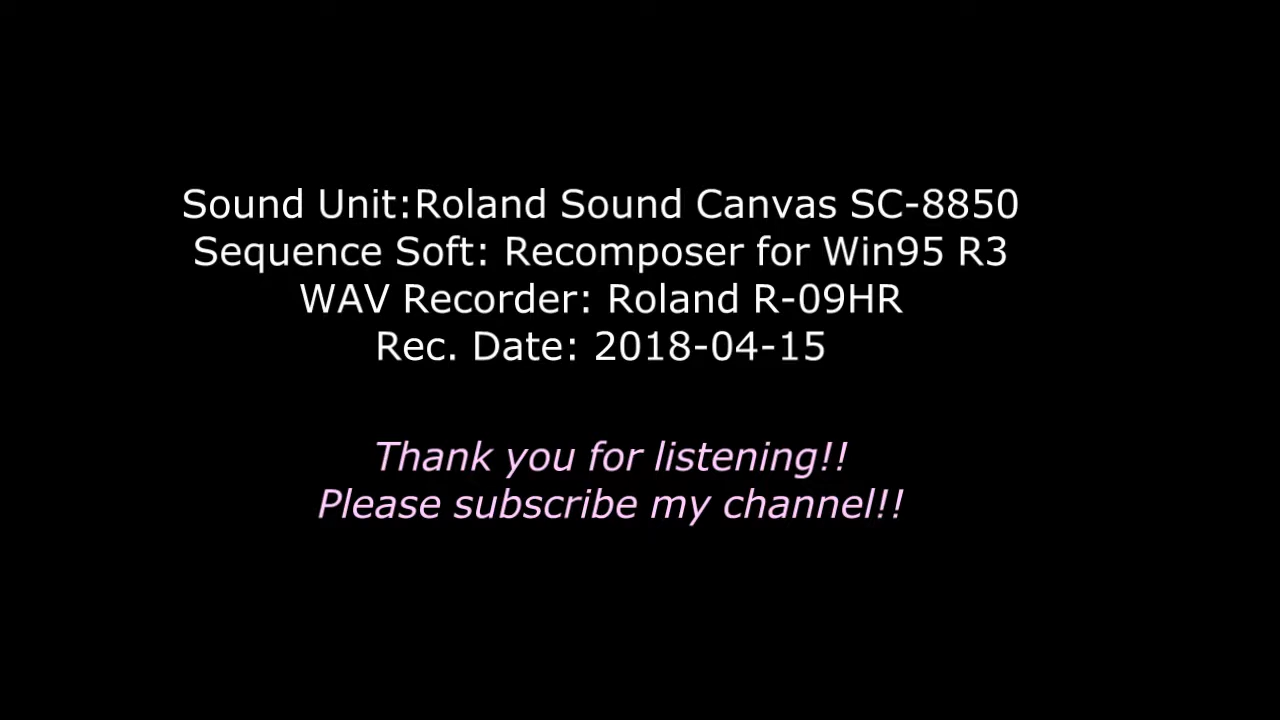 Sound Unit:Roland Sound Canvas SC-8850
Sequence Soft: Recomposer for Win95 R3
WAV Recorder: Roland R-09HR
Rec. Date: 2018-04-15
Thank you for listening!!
Please subscribe my channel!!